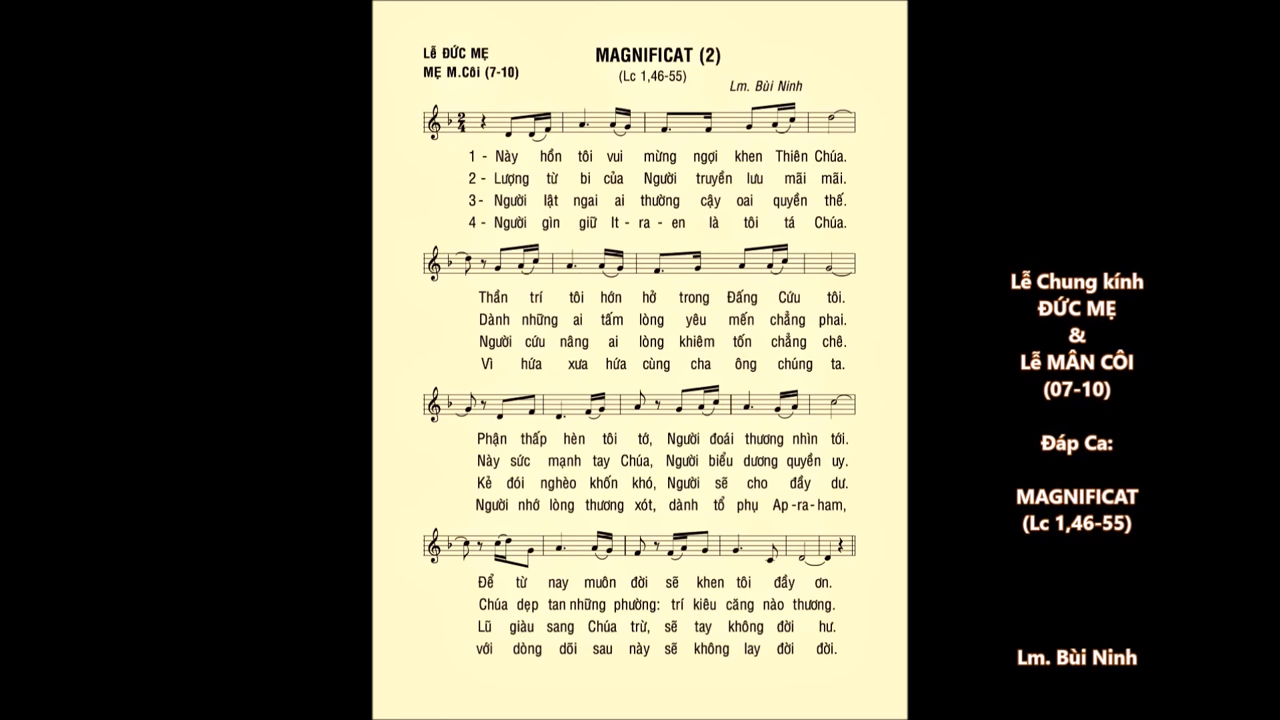 Lễ ĐỨC MẸ
MẸ M.Côi (7-10)
MAGNIFICAT (2)
(Lc 1,46-55)
Lm. Bùi Ninh
1 - Này hồn tôi vui mừng ngợi khen Thiên Chúa.
2 - Lượng từ bi của Người truyền lưu mãi mãi.
3- Người lật ngai ai thường cậy oai quyền thế.
4 - Người gìn giữ It - ra - en là tôi tá Chúa.
Thần trí tôi hớn hở trong Đấng Cứu tôi.
Dành những ai tấm lòng yêu mến chẳng phai.
Người cứu nâng ai lòng khiêm tốn chẳng chê.
Vì hứa xưa hứa cùng cha ông chúng ta.
Phận thấp hèn tôi tớ, Người đoái thương nhìn tới.
Này sức mạnh tay Chúa, Người biểu dương quyền uy.
Kẻ đói nghèo khốn khó, Người sẽ cho đầy dư.
Người nhớ lòng thương xót, dành tổ phụ Ap-ra-ham,
Để từ nay muôn đời sẽ khen tôi đầy ơn.
Chúa dẹp tan những phường: trí kiêu căng nào thương.
Lũ giàu sang Chúa trừ, sẽ tay không đời hư.
với dòng dõi sau này sẽ không lay đời đời.
Lễ Chung kính
ĐỨC MẸ
&
Lễ MÂN CÔI
(07-10)
Đáp Ca:
MAGNIFICAT
(Lc 1,46-55)
Lm. Bùi Ninh